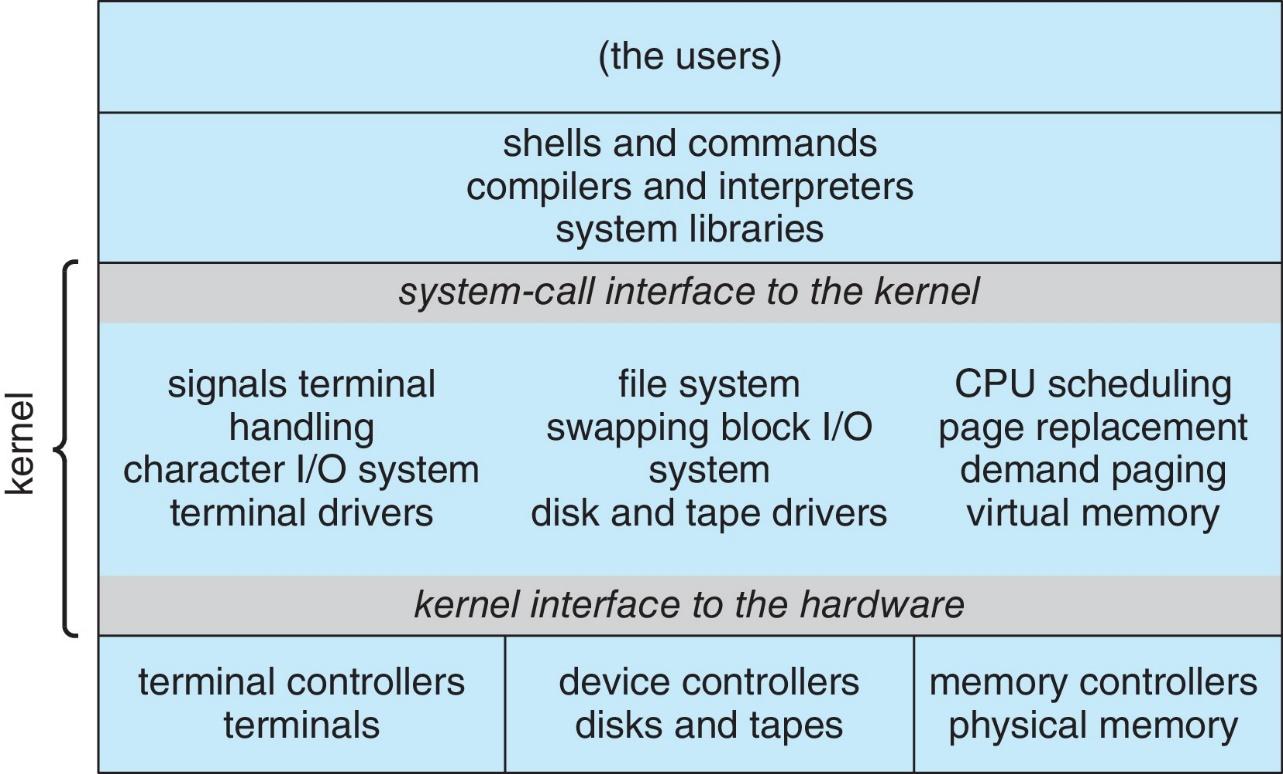 (the users)
shells and commands
compilers and interpreters
system libraries
kernel
system-call interface to the kernel
signals terminal
handling
character I/O system
terminal drivers
file system
swapping block I/O
system
disk and tape drivers
CPU scheduling
page replacement
demand paging
virtual memory
kernel interface to the hardware
terminal controllers
terminals
device controllers
disks and tapes
memory controllers
physical memory